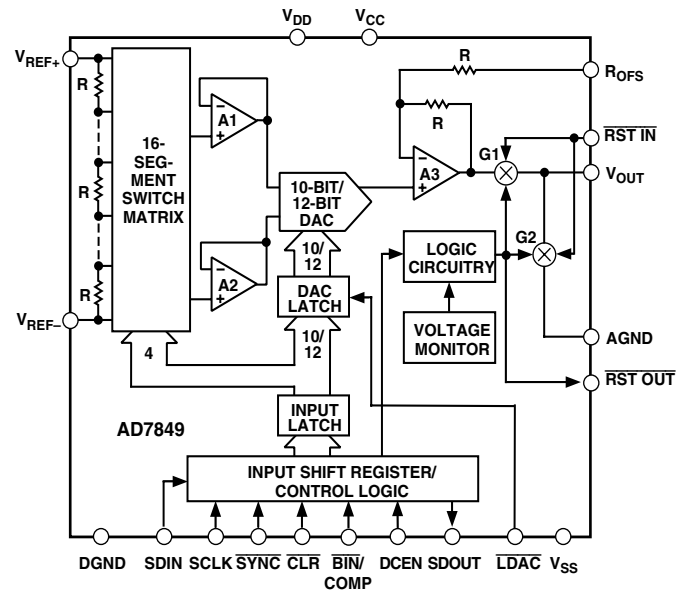 VDD
VCC
VREF+
R
16-
SEG-
MENT
SWITCH
MATRIX
R
R
VREF–
A1
A2
10-BIT/
12-BIT
DAC
10/
12
DAC
LATCH
10/
12
4
INPUT
LATCH
R
R
A3
G1
G2
LOGIC
CIRCUITRY
VOLTAGE
MONITOR
ROFS
RST IN
VOUT
AGND
RST OUT
AD7849
INPUT SHIFT REGISTER/
CONTROL LOGIC
DGND SDIN SCLK SYNC CLR BIN/ DCEN SDOUT LDAC VSS
COMP